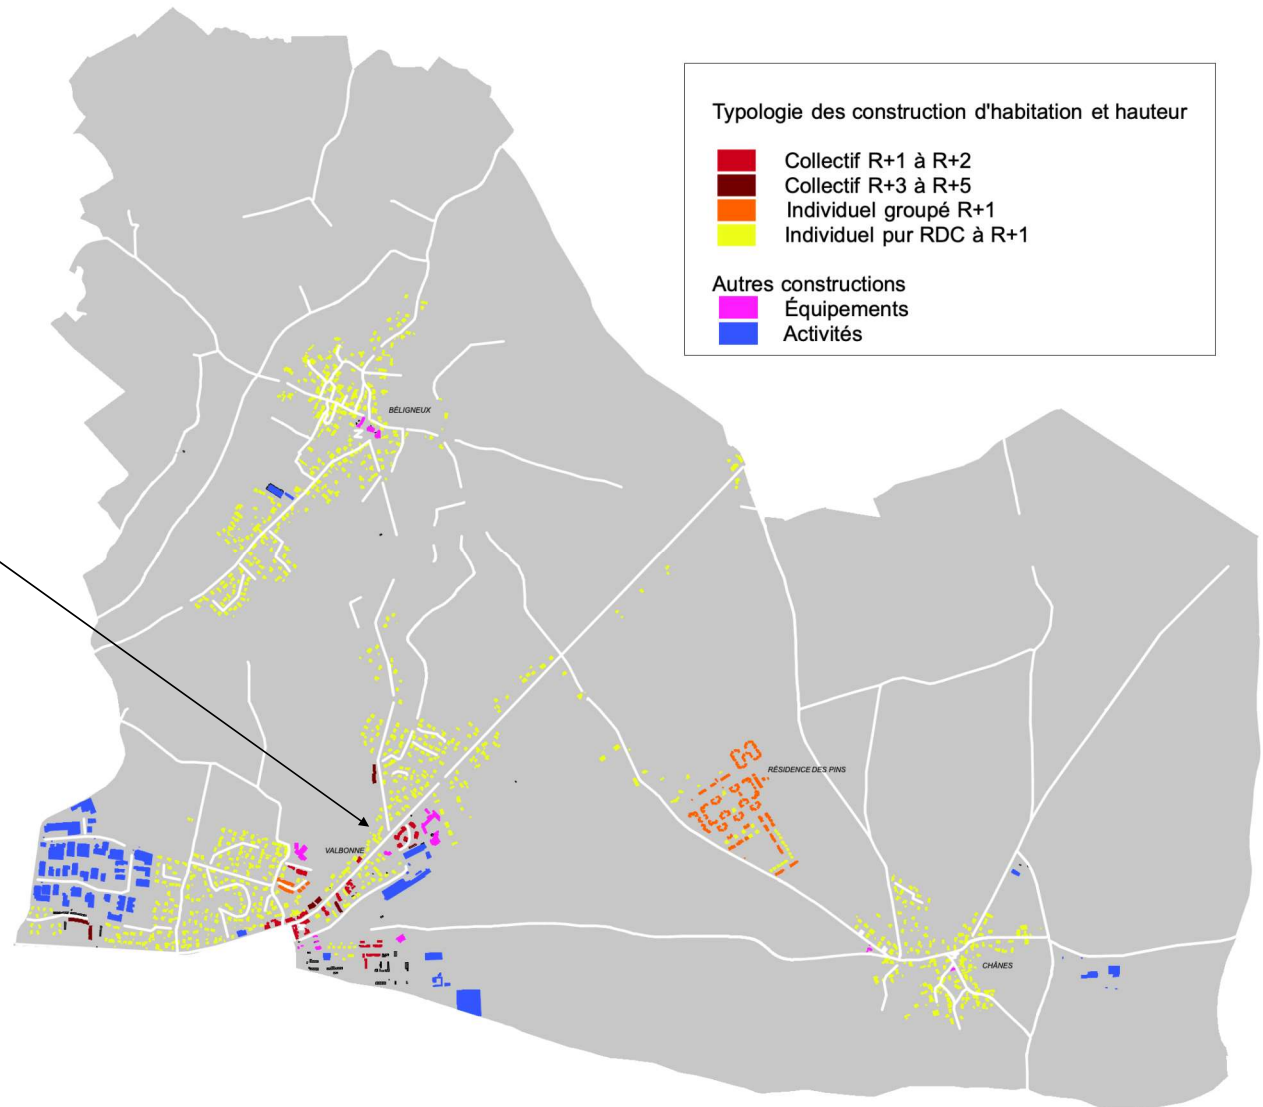 Typologie des construction d'habitation et hauteur
Collectif R+1 à R+2
Collectif R+3 à R+5
Individuel groupé R+1
Individuel pur RDC à R+1
Autres constructions
Équipements
Activités
BÉLIGNEUX
RÉSIDENCE DES PINS
VALBONNE
CHÂNES